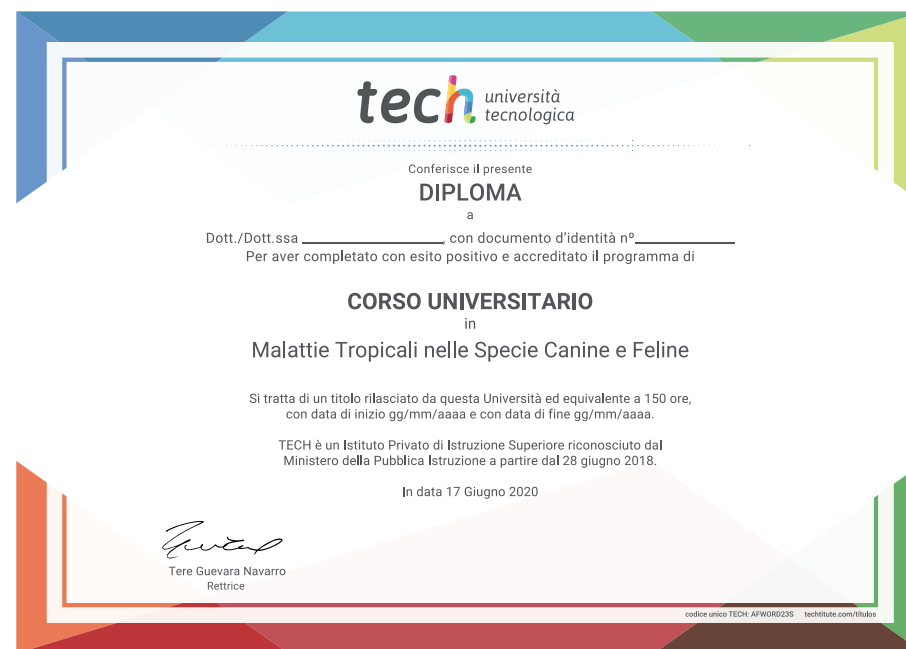 tech università
tecnologica
Conferisce il presente
DIPLOMA
a
Dott./Dott.ssa ________________, con documento d'identità nº____________
Per aver completato con esito positivo e accreditato il programma di
CORSO UNIVERSITARIO
in
Malattie Tropicali nelle Specie Canine e Feline
Si tratta di un titolo rilasciato da questa Università ed equivalente a 150 ore,
con data di inizio gg/mm/aaaa e con data di fine gg/mm/aaaa.
TECH è un Istituto Privato di Istruzione Superiore riconosciuto dal
Ministero della Pubblica Istruzione a partire dal 28 giugno 2018.
In data 17 Giugno 2020
Tere Guevara Navarro
Rettrice
codice unico TECH: AFWORD23S techtitute.com/titulos